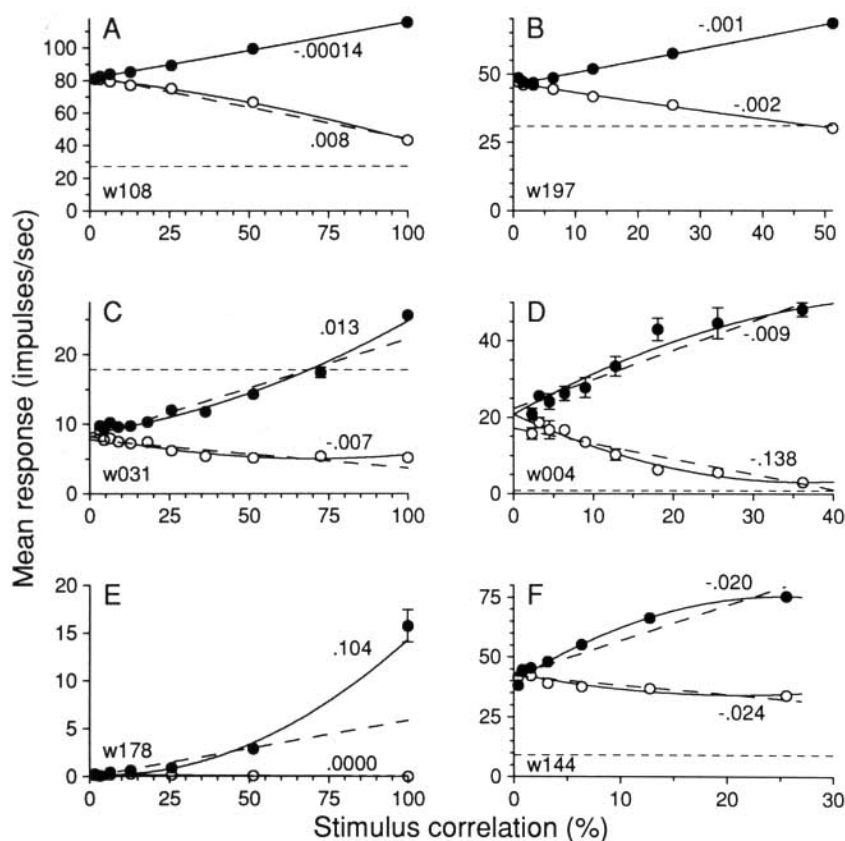 A
100
80
60
40
20
0
-.00014
.008
w108
0 25 50 75 100
B
75
50
25
0
-.001
-.002
w197
0 10 20 30 40 50
Mean response (impulses/sec)
C
20
10
0
.013
-.007
w031
0 25 50 75 100
D
40
20
0
-.009
-.138
w004
0 10 20 30 40
E
20
15
10
5
0
.104
.0000
w178
0 25 50 75 100
F
75
50
25
0
-.020
-.024
w144
0 10 20 30
Stimulus correlation (%)